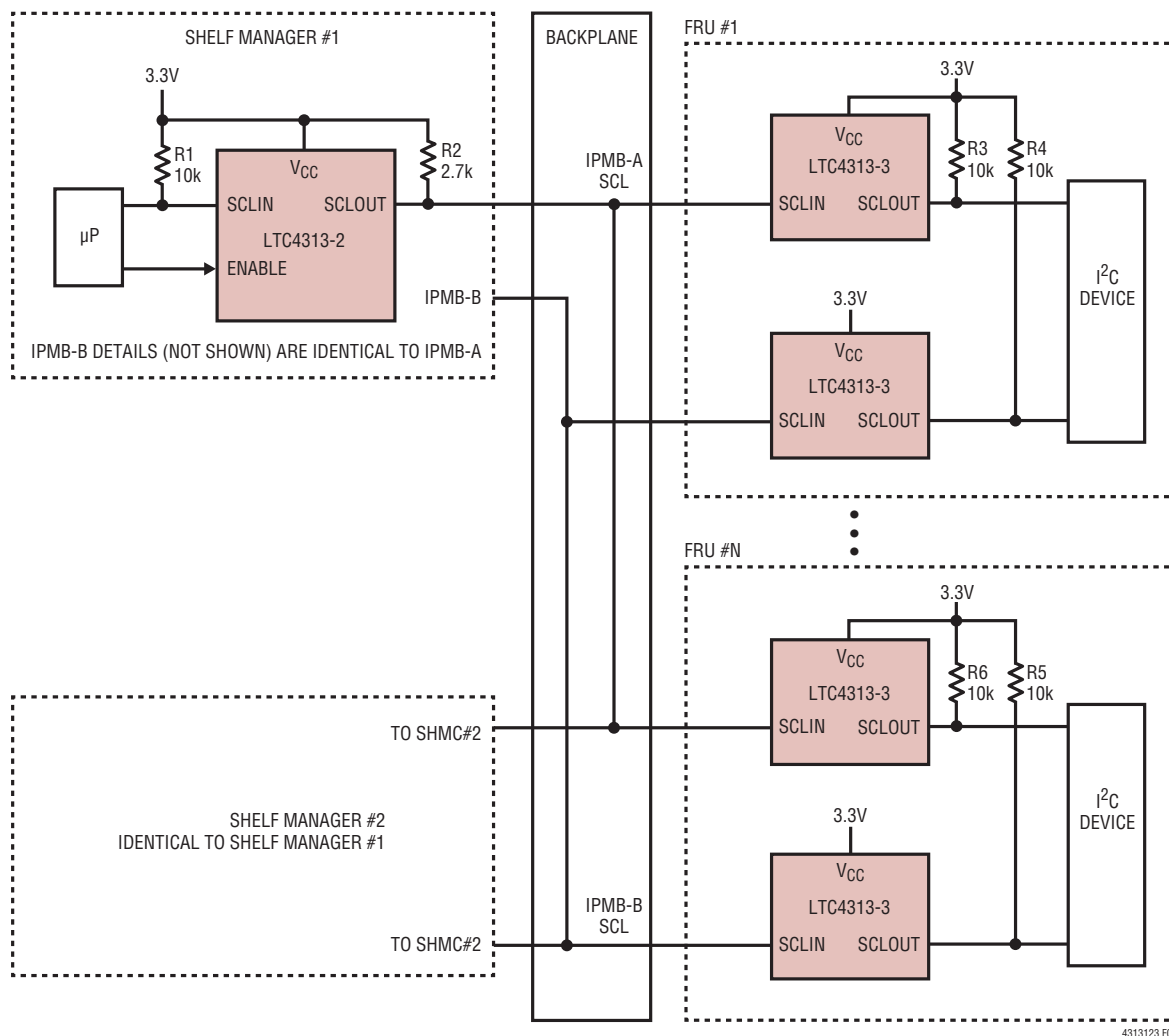 SHELF MANAGER #1
3.3V
R1
10k
VCC
R2
2.7k
SCLIN SCLOUT
LTC4313-2
ENABLE
µP
IPMB-B
IPMB-B DETAILS (NOT SHOWN) ARE IDENTICAL TO IPMB-A
BACKPLANE
IPMB-A
SCL
FRU #1
3.3V
VCC
LTC4313-3
SCLIN SCLOUT
R3
10k
R4
10k
3.3V
VCC
LTC4313-3
SCLIN SCLOUT
I²C
DEVICE
FRU #N
3.3V
VCC
LTC4313-3
SCLIN SCLOUT
R6
10k
R5
10k
3.3V
VCC
LTC4313-3
SCLIN SCLOUT
I²C
DEVICE
TO SHMC#2
SHELF MANAGER #2
IDENTICAL TO SHELF MANAGER #1
TO SHMC#2
IPMB-B
SCL